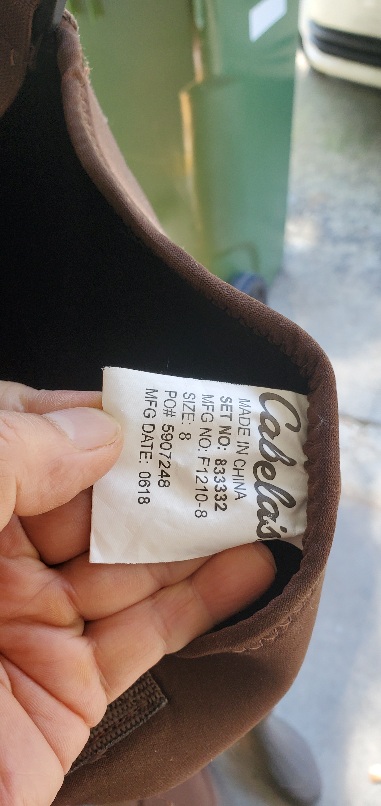 Cabela's
MADE IN CHINA
SET NO: 833332
MFG NO: F1210-8
SIZE: 8
PO# 5907248
MFG DATE: 0618